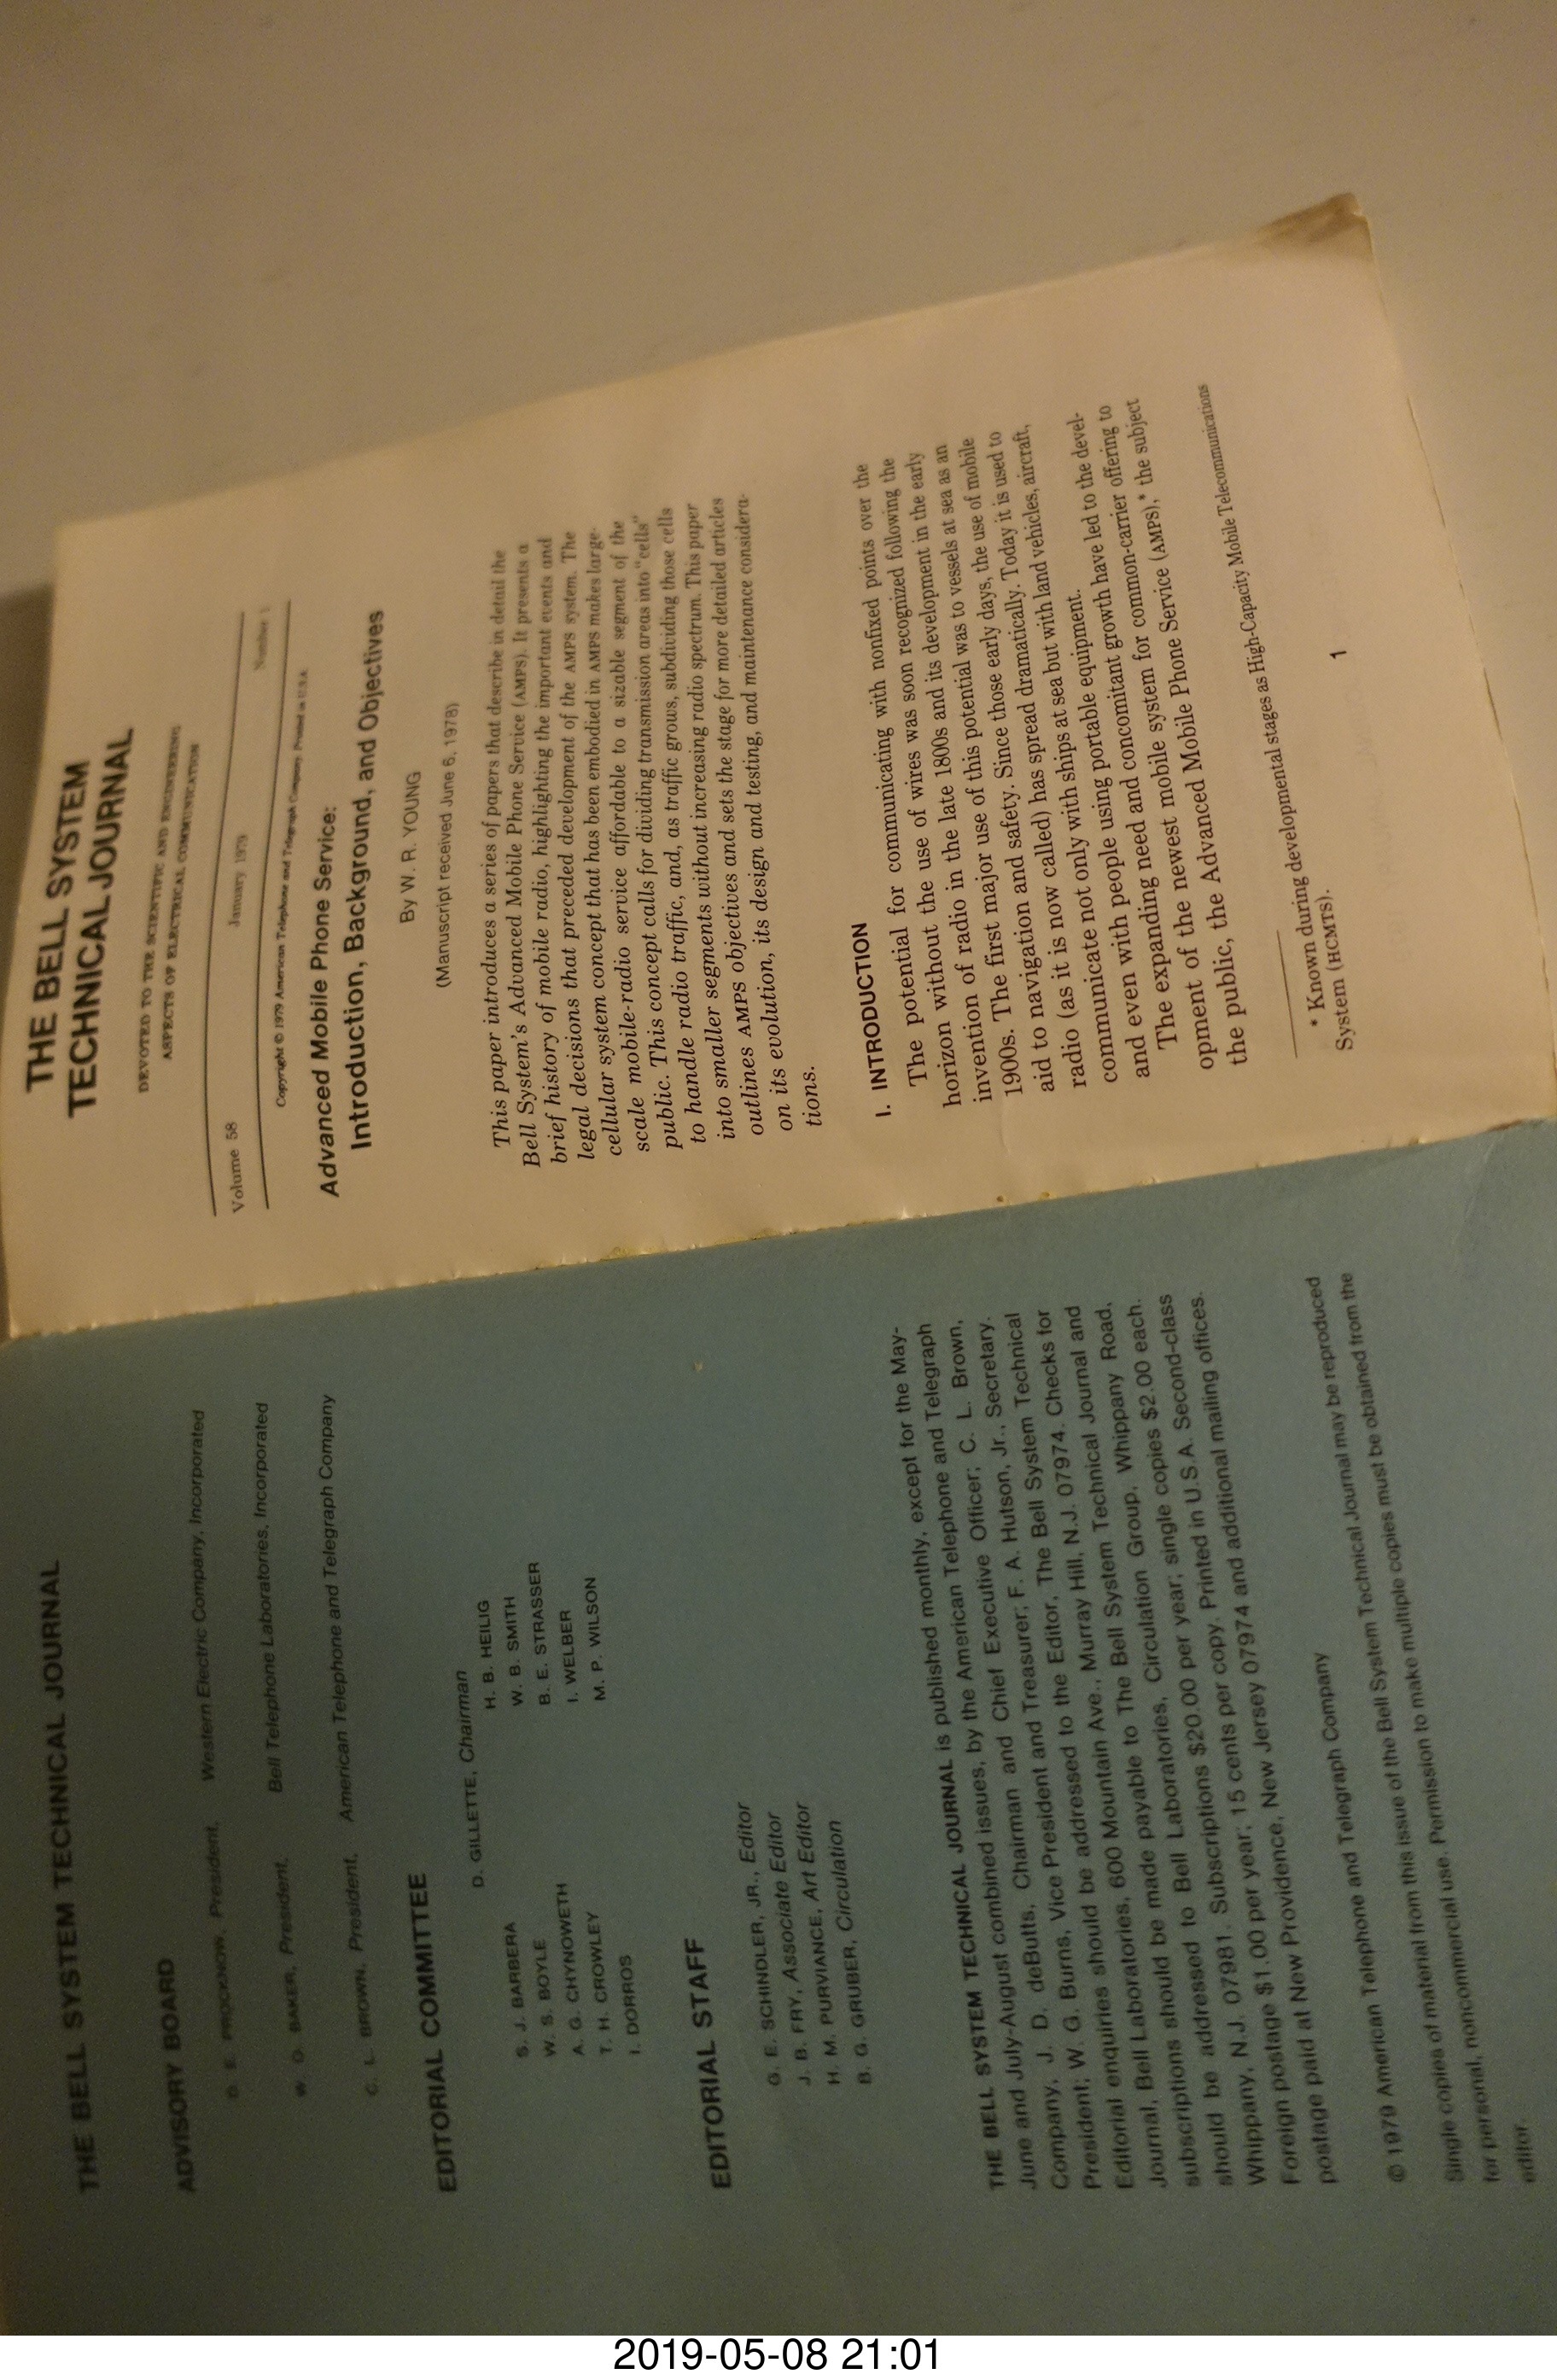 THE BELL SYSTEM TECHNICAL JOURNAL
ADVISORY BOARD
D. E. PROCKNOW, President, Western Electric Company, Incorporated
W. O. BAKER, President, Bell Telephone Laboratories, Incorporated
C. L. BROWN, President, American Telephone and Telegraph Company
EDITORIAL COMMITTEE
D. GILLETTE, Chairman
S. J. BARBERA H. B. HEILIG
W. S. BOYLE W. B. SMITH
A. G. CHYNOWETH B. E. STRASSER
T. H. CROWLEY I. WELBER
I. DORROS M. P. WILSON
EDITORIAL STAFF
G. E. SCHINDLER, JR., Editor
J. B. FRY, Associate Editor
H. M. PURVIANCE, Art Editor
B. G. GRUBER, Circulation
THE BELL SYSTEM TECHNICAL JOURNAL is published monthly, except for the May-
June and July-August combined issues, by the American Telephone and Telegraph
Company, J. D. deButts, Chairman and Chief Executive Officer; C. L. Brown,
President; W. G. Burns, Vice President and Treasurer; F. A. Hutson, Jr., Secretary.
Editorial enquiries should be addressed to the Editor, The Bell System Technical
Journal, Bell Laboratories, 600 Mountain Ave., Murray Hill, N.J. 07974. Checks for
subscriptions should be made payable to The Bell System Technical Journal and
should be addressed to Bell Laboratories, Circulation Group, Whippany Road,
Whippany, N.J. 07981. Subscriptions $20.00 per year; single copies $2.00 each.
Foreign postage $1.00 per year; 15 cents per copy. Printed in U.S.A. Second-class
postage paid at New Providence, New Jersey 07974 and additional mailing offices.
© 1979 American Telephone and Telegraph Company
Single copies of material from this issue of the Bell System Technical Journal may be reproduced
for personal, noncommercial use. Permission to make multiple copies must be obtained from the
editor.
THE BELL SYSTEM
TECHNICAL JOURNAL
DEVOTED TO THE SCIENTIFIC AND ENGINEERING
ASPECTS OF ELECTRICAL COMMUNICATION
Volume 58 January 1979 Number 1
Copyright © 1979 American Telephone and Telegraph Company. Printed in U.S.A.
Advanced Mobile Phone Service:
Introduction, Background, and Objectives
By W. R. YOUNG
(Manuscript received June 6, 1978)
This paper introduces a series of papers that describe in detail the
Bell System's Advanced Mobile Phone Service (AMPS). It presents a
brief history of mobile radio, highlighting the important events and
legal decisions that preceded development of the AMPS system. The
cellular system concept that has been embodied in AMPS makes large-
scale mobile-radio service affordable to a sizable segment of the
public. This concept calls for dividing transmission areas into "cells"
to handle radio traffic, and, as traffic grows, subdividing those cells
into smaller segments without increasing radio spectrum. This paper
outlines AMPS objectives and sets the stage for more detailed articles
on its evolution, its design and testing, and maintenance considera-
tions.
I. INTRODUCTION
The potential for communicating with nonfixed points over the
horizon without the use of wires was soon recognized following the
invention of radio in the late 1800s and its development in the early
1900s. The first major use of this potential was to vessels at sea as an
aid to navigation and safety. Since those early days, the use of mobile
radio (as it is now called) has spread dramatically. Today it is used to
communicate not only with ships at sea but with land vehicles, aircraft,
and even with people using portable equipment.
The expanding need and concomitant growth have led to the devel-
opment of the newest mobile system for common-carrier offering to
the public, the Advanced Mobile Phone Service (AMPS),* the subject
* Known during developmental stages as High-Capacity Mobile Telecommunications
System (HCMTS).
1
2019-05-08 21:01